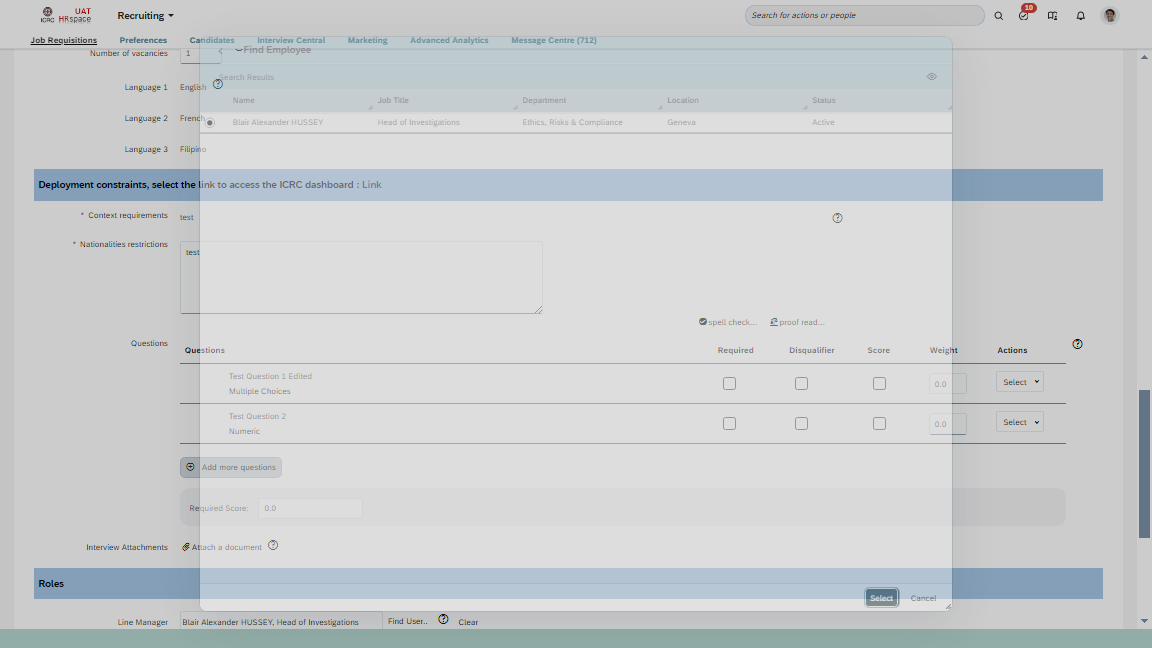 ICRC UAT HRspace
Recruiting
Search for actions or people
10
Job Requisitions
Preferences
Candidates
Interview Central
Marketing
Advanced Analytics
Message Centre (712)
Find Employee
Number of vacancies 1
Search Results
Language 1 English
Name Job Title Department Location Status
Language 2 French
Blair Alexander HUSSEY Head of Investigations Ethics, Risks & Compliance Geneva Active
Language 3 Filipino
Deployment constraints, select the link to access the ICRC dashboard : Link
* Context requirements test
* Nationalities restrictions test
spell check... proof read...
Questions
Questions Required Disqualifier Score Weight Actions
Test Question 1 Edited
Multiple Choices
0.0 Select
Test Question 2
Numeric
0.0 Select
Add more questions
Required Score: 0.0
Interview Attachments Attach a document
Roles
Select Cancel
Line Manager Blair Alexander HUSSEY, Head of Investigations Find User.. Clear